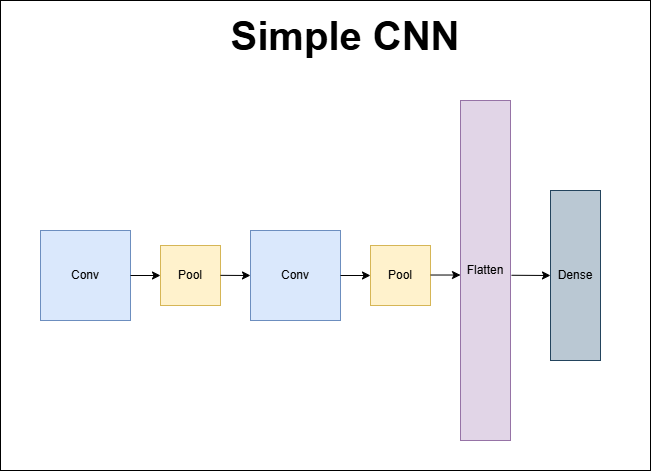 Simple CNN
Conv
Pool
Conv
Pool
Flatten
Dense